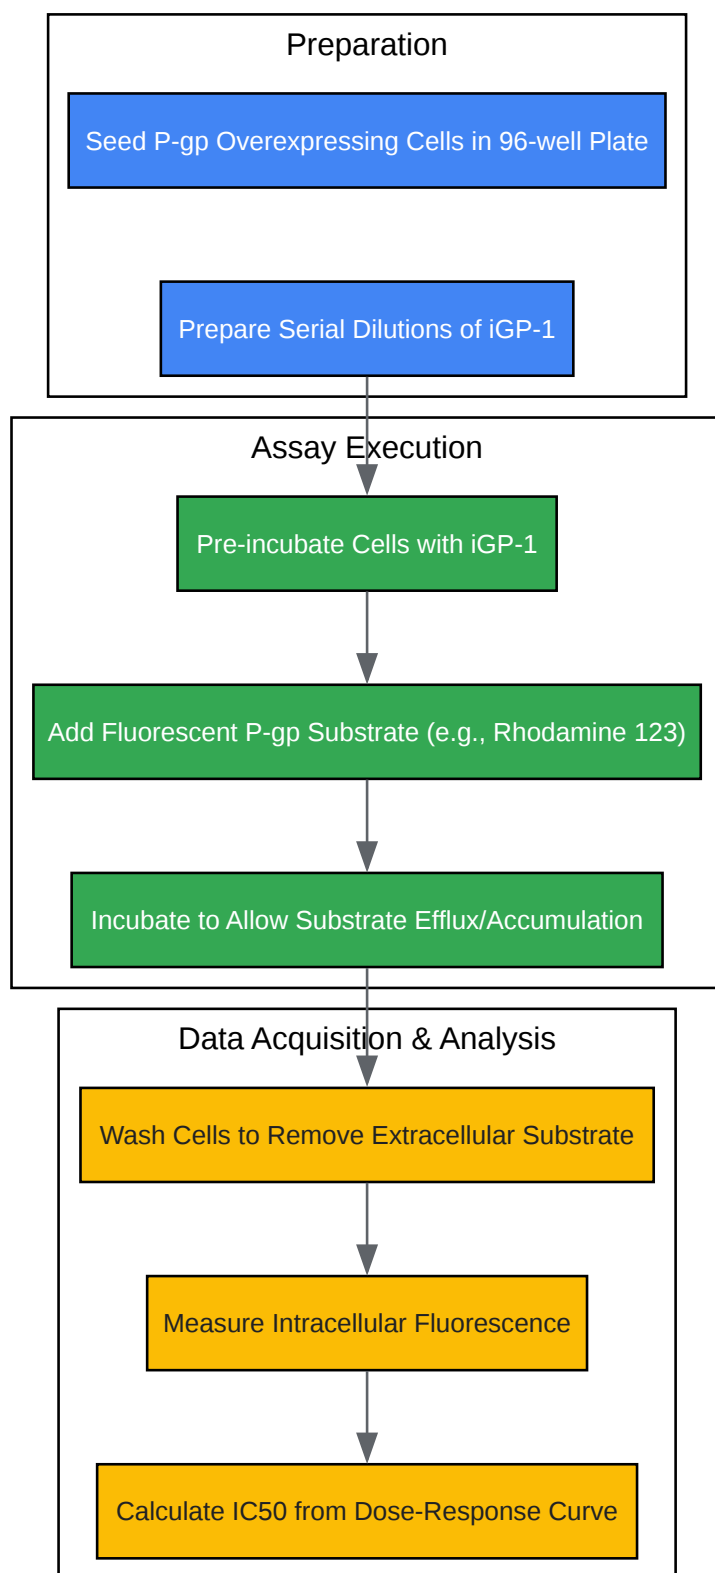 Preparation
Seed P-gp Overexpressing Cells in 96-well Plate
Prepare Serial Dilutions of iGP-1
Assay Execution
Pre-incubate Cells with iGP-1
Add Fluorescent P-gp Substrate (e.g., Rhodamine 123)
Incubate to Allow Substrate Efflux/Accumulation
Data Acquisition & Analysis
Wash Cells to Remove Extracellular Substrate
Measure Intracellular Fluorescence
Calculate IC50 from Dose-Response Curve